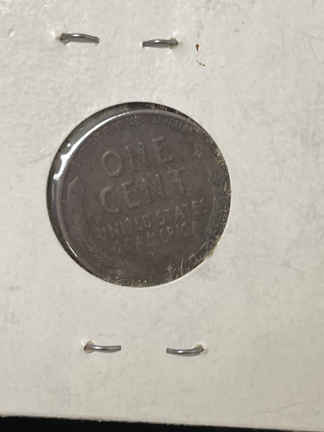 ONE
CENT
UNITED STATES
OF AMERICA